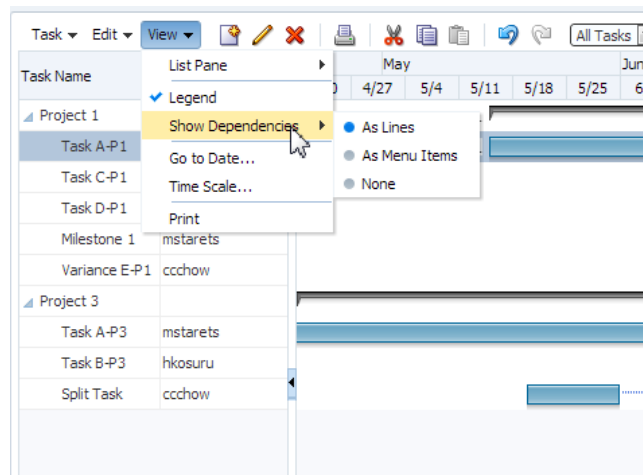 Task Edit View All Tasks
Task Name
May
Jun
4/27 5/4 5/11 5/18 5/25 6
List Pane
Legend
Show Dependencies
Go to Date...
Time Scale...
Print
As Lines
As Menu Items
None
Project 1
Task A-P1
Task C-P1
Task D-P1
Milestone 1 mstarets
Variance E-P1 ccchow
Project 3
Task A-P3 mstarets
Task B-P3 hkosuru
Split Task ccchow